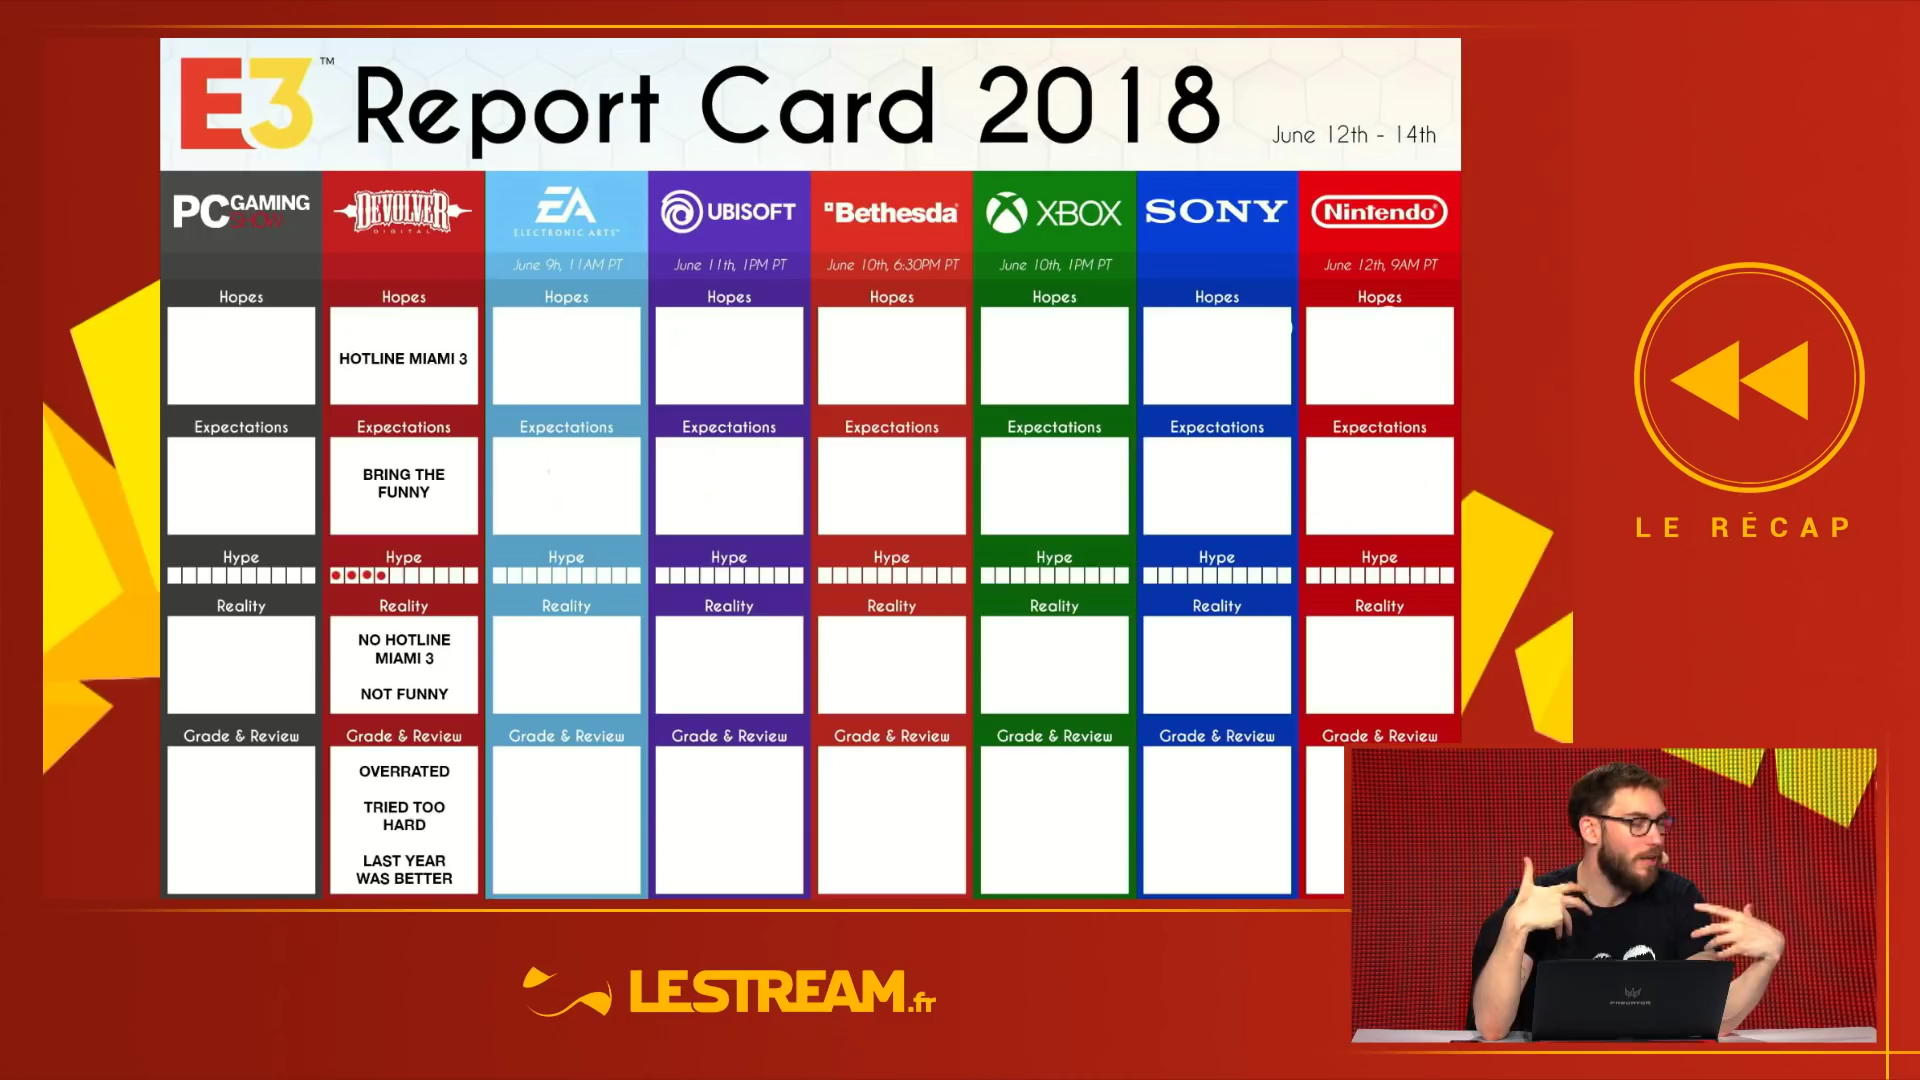 E3™ Report Card 2018
June 12th - 14th
PC GAMING SHOW
DEVOLVER DIGITAL
EA ELECTRONIC ARTS™
UBISOFT
Bethesda
XBOX
SONY
Nintendo
June 9h, 11AM PT
June 11th, 1PM PT
June 10th, 6:30PM PT
June 10th, 1PM PT
June 12th, 9AM PT
Hopes Hopes Hopes Hopes Hopes Hopes Hopes Hopes
HOTLINE MIAMI 3
Expectations Expectations Expectations Expectations Expectations Expectations Expectations Expectations
BRING THE
FUNNY
Hype Hype Hype Hype Hype Hype Hype Hype
Reality Reality Reality Reality Reality Reality Reality Reality
NO HOTLINE
MIAMI 3
NOT FUNNY
Grade & Review Grade & Review Grade & Review Grade & Review Grade & Review Grade & Review Grade & Review Grade & Review
OVERRATED
TRIED TOO
HARD
LAST YEAR
WAS BETTER
LE RÉCAP
LESTREAM.fr
PREDATOR